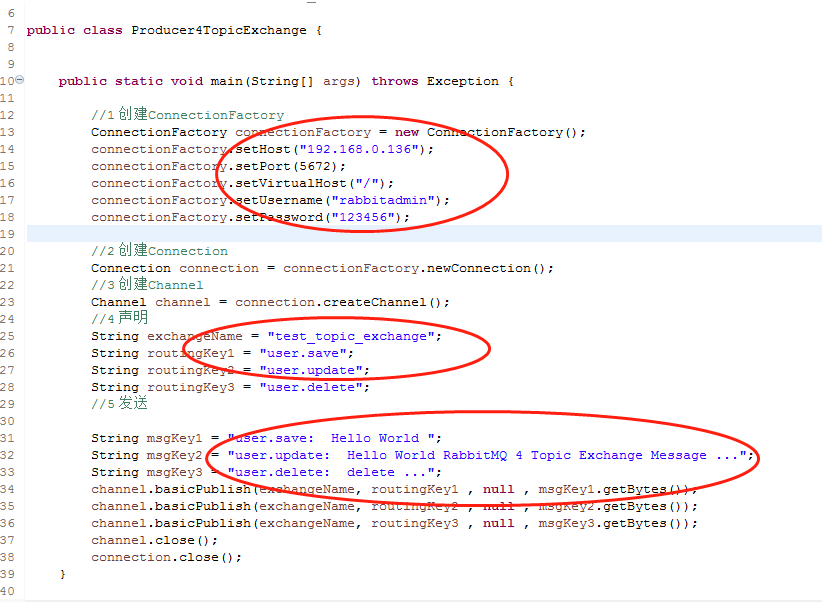 6
7 public class Producer4TopicExchange {
8
9
10 public static void main(String[] args) throws Exception {
11
12 //1 创建ConnectionFactory
13 ConnectionFactory connectionFactory = new ConnectionFactory();
14 connectionFactory.setHost("192.168.0.136");
15 connectionFactory.setPort(5672);
16 connectionFactory.setVirtualHost("/");
17 connectionFactory.setUsername("rabbitadmin");
18 connectionFactory.setPassword("123456");
19
20 //2 创建Connection
21 Connection connection = connectionFactory.newConnection();
22 //3 创建Channel
23 Channel channel = connection.createChannel();
24 //4 声明
25 String exchangeName = "test_topic_exchange";
26 String routingKey1 = "user.save";
27 String routingKey2 = "user.update";
28 String routingKey3 = "user.delete";
29 //5 发送
30
31 String msgKey1 = "user.save:  Hello World ";
32 String msgKey2 = "user.update:  Hello World RabbitMQ 4 Topic Exchange Message ...";
33 String msgKey3 = "user.delete:  delete ...";
34 channel.basicPublish(exchangeName, routingKey1 , null , msgKey1.getBytes());
35 channel.basicPublish(exchangeName, routingKey2 , null , msgKey2.getBytes());
36 channel.basicPublish(exchangeName, routingKey3 , null , msgKey3.getBytes());
37 channel.close();
38 connection.close();
39 }
40